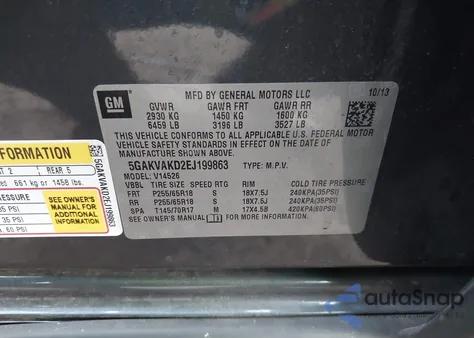 GM
MFD BY GENERAL MOTORS LLC
10/13
GVWR GAWR FRT GAWR RR
2930 KG 1450 KG 1600 KG
6459 LB 3196 LB 3527 LB
THIS VEHICLE CONFORMS TO ALL APPLICABLE U.S. FEDERAL MOTOR
VEHICLE SAFETY STANDARDS IN EFFECT ON THE DATE OF
MANUFACTURE SHOWN ABOVE.
5GAKVAKD2EJ199863 TYPE: M.P.V.
MODEL: V14526
VBBL TIRE SIZE SPEED RTG RIM COLD TIRE PRESSURE
FRT P255/65R18 S 18X7.5J 240KPA(35PSI)
RR P255/65R18 S 18X7.5J 240KPA(35PSI)
SPA T145/70R17 M 17X4.5B 420KPA(60PSI)
SEE OWNER'S MANUAL FOR ADDITIONAL INFORMATION
FORMATION
T 2 REAR 5
661 kg or 1458 lbs.
5GAKVAKD2EJ199863
SEE OWNER'S
MANUAL FOR
ADDITIONAL
INFORMATION
autoSnap